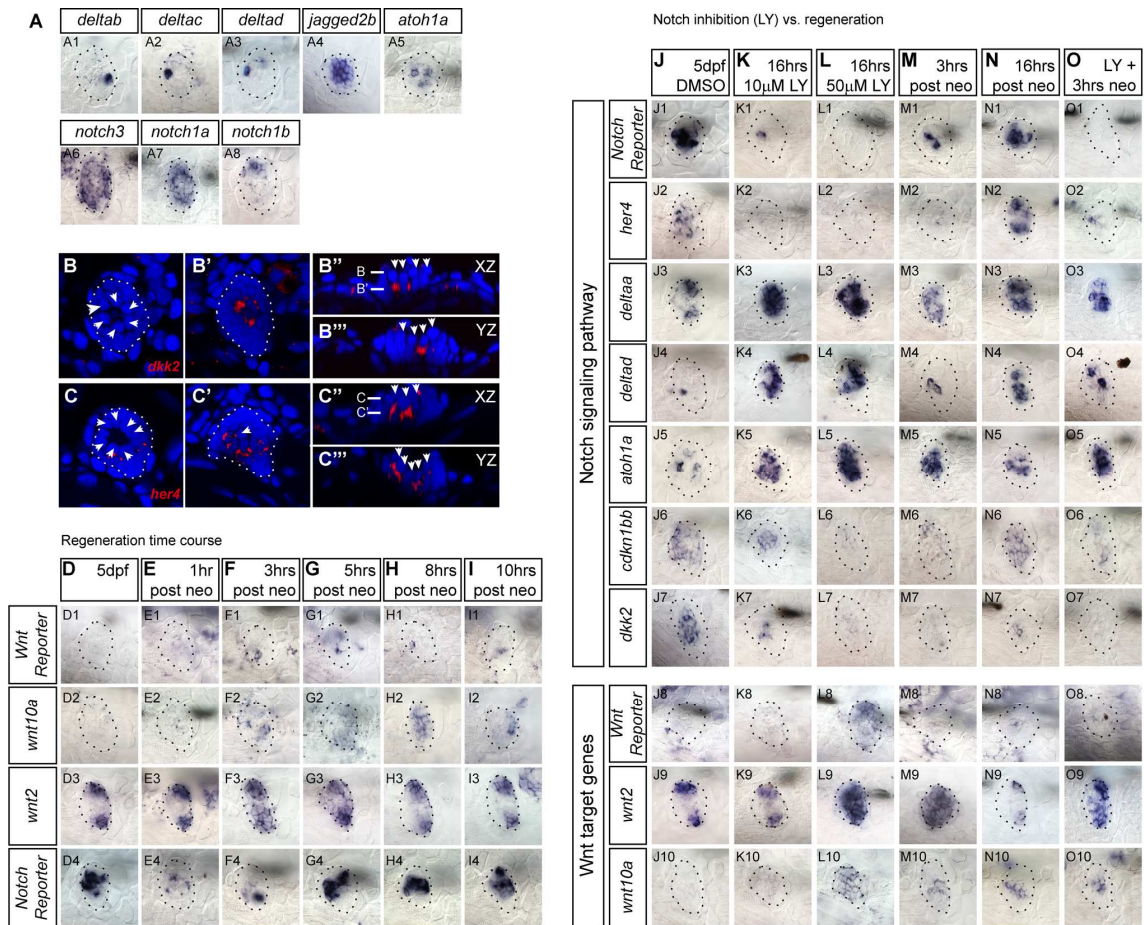 A
deltab deltac deltad jagged2b atoh1a
A1 A2 A3 A4 A5
notch3 notch1a notch1b
A6 A7 A8
B B' B'' B XZ
B'
B''' YZ
dkk2
C C' C'' C XZ
C'
C''' YZ
her4
Regeneration time course
D 5dpf E 1hr F 3hrs G 5hrs H 8hrs I 10hrs
post neo post neo post neo post neo post neo
Wnt Reporter D1 E1 F1 G1 H1 I1
wnt10a D2 E2 F2 G2 H2 I2
wnt2 D3 E3 F3 G3 H3 I3
Notch Reporter D4 E4 F4 G4 H4 I4
Notch inhibition (LY) vs. regeneration
J 5dpf K 16hrs L 16hrs M 3hrs N 16hrs O LY +
DMSO 10µM LY 50µM LY post neo post neo 3hrs neo
Notch signaling pathway
Notch Reporter J1 K1 L1 M1 N1 O1
her4 J2 K2 L2 M2 N2 O2
deltaa J3 K3 L3 M3 N3 O3
deltad J4 K4 L4 M4 N4 O4
atoh1a J5 K5 L5 M5 N5 O5
cdkn1bb J6 K6 L6 M6 N6 O6
dkk2 J7 K7 L7 M7 N7 O7
Wnt target genes
Wnt Reporter J8 K8 L8 M8 N8 O8
wnt2 J9 K9 L9 M9 N9 O9
wnt10a J10 K10 L10 M10 N10 O10